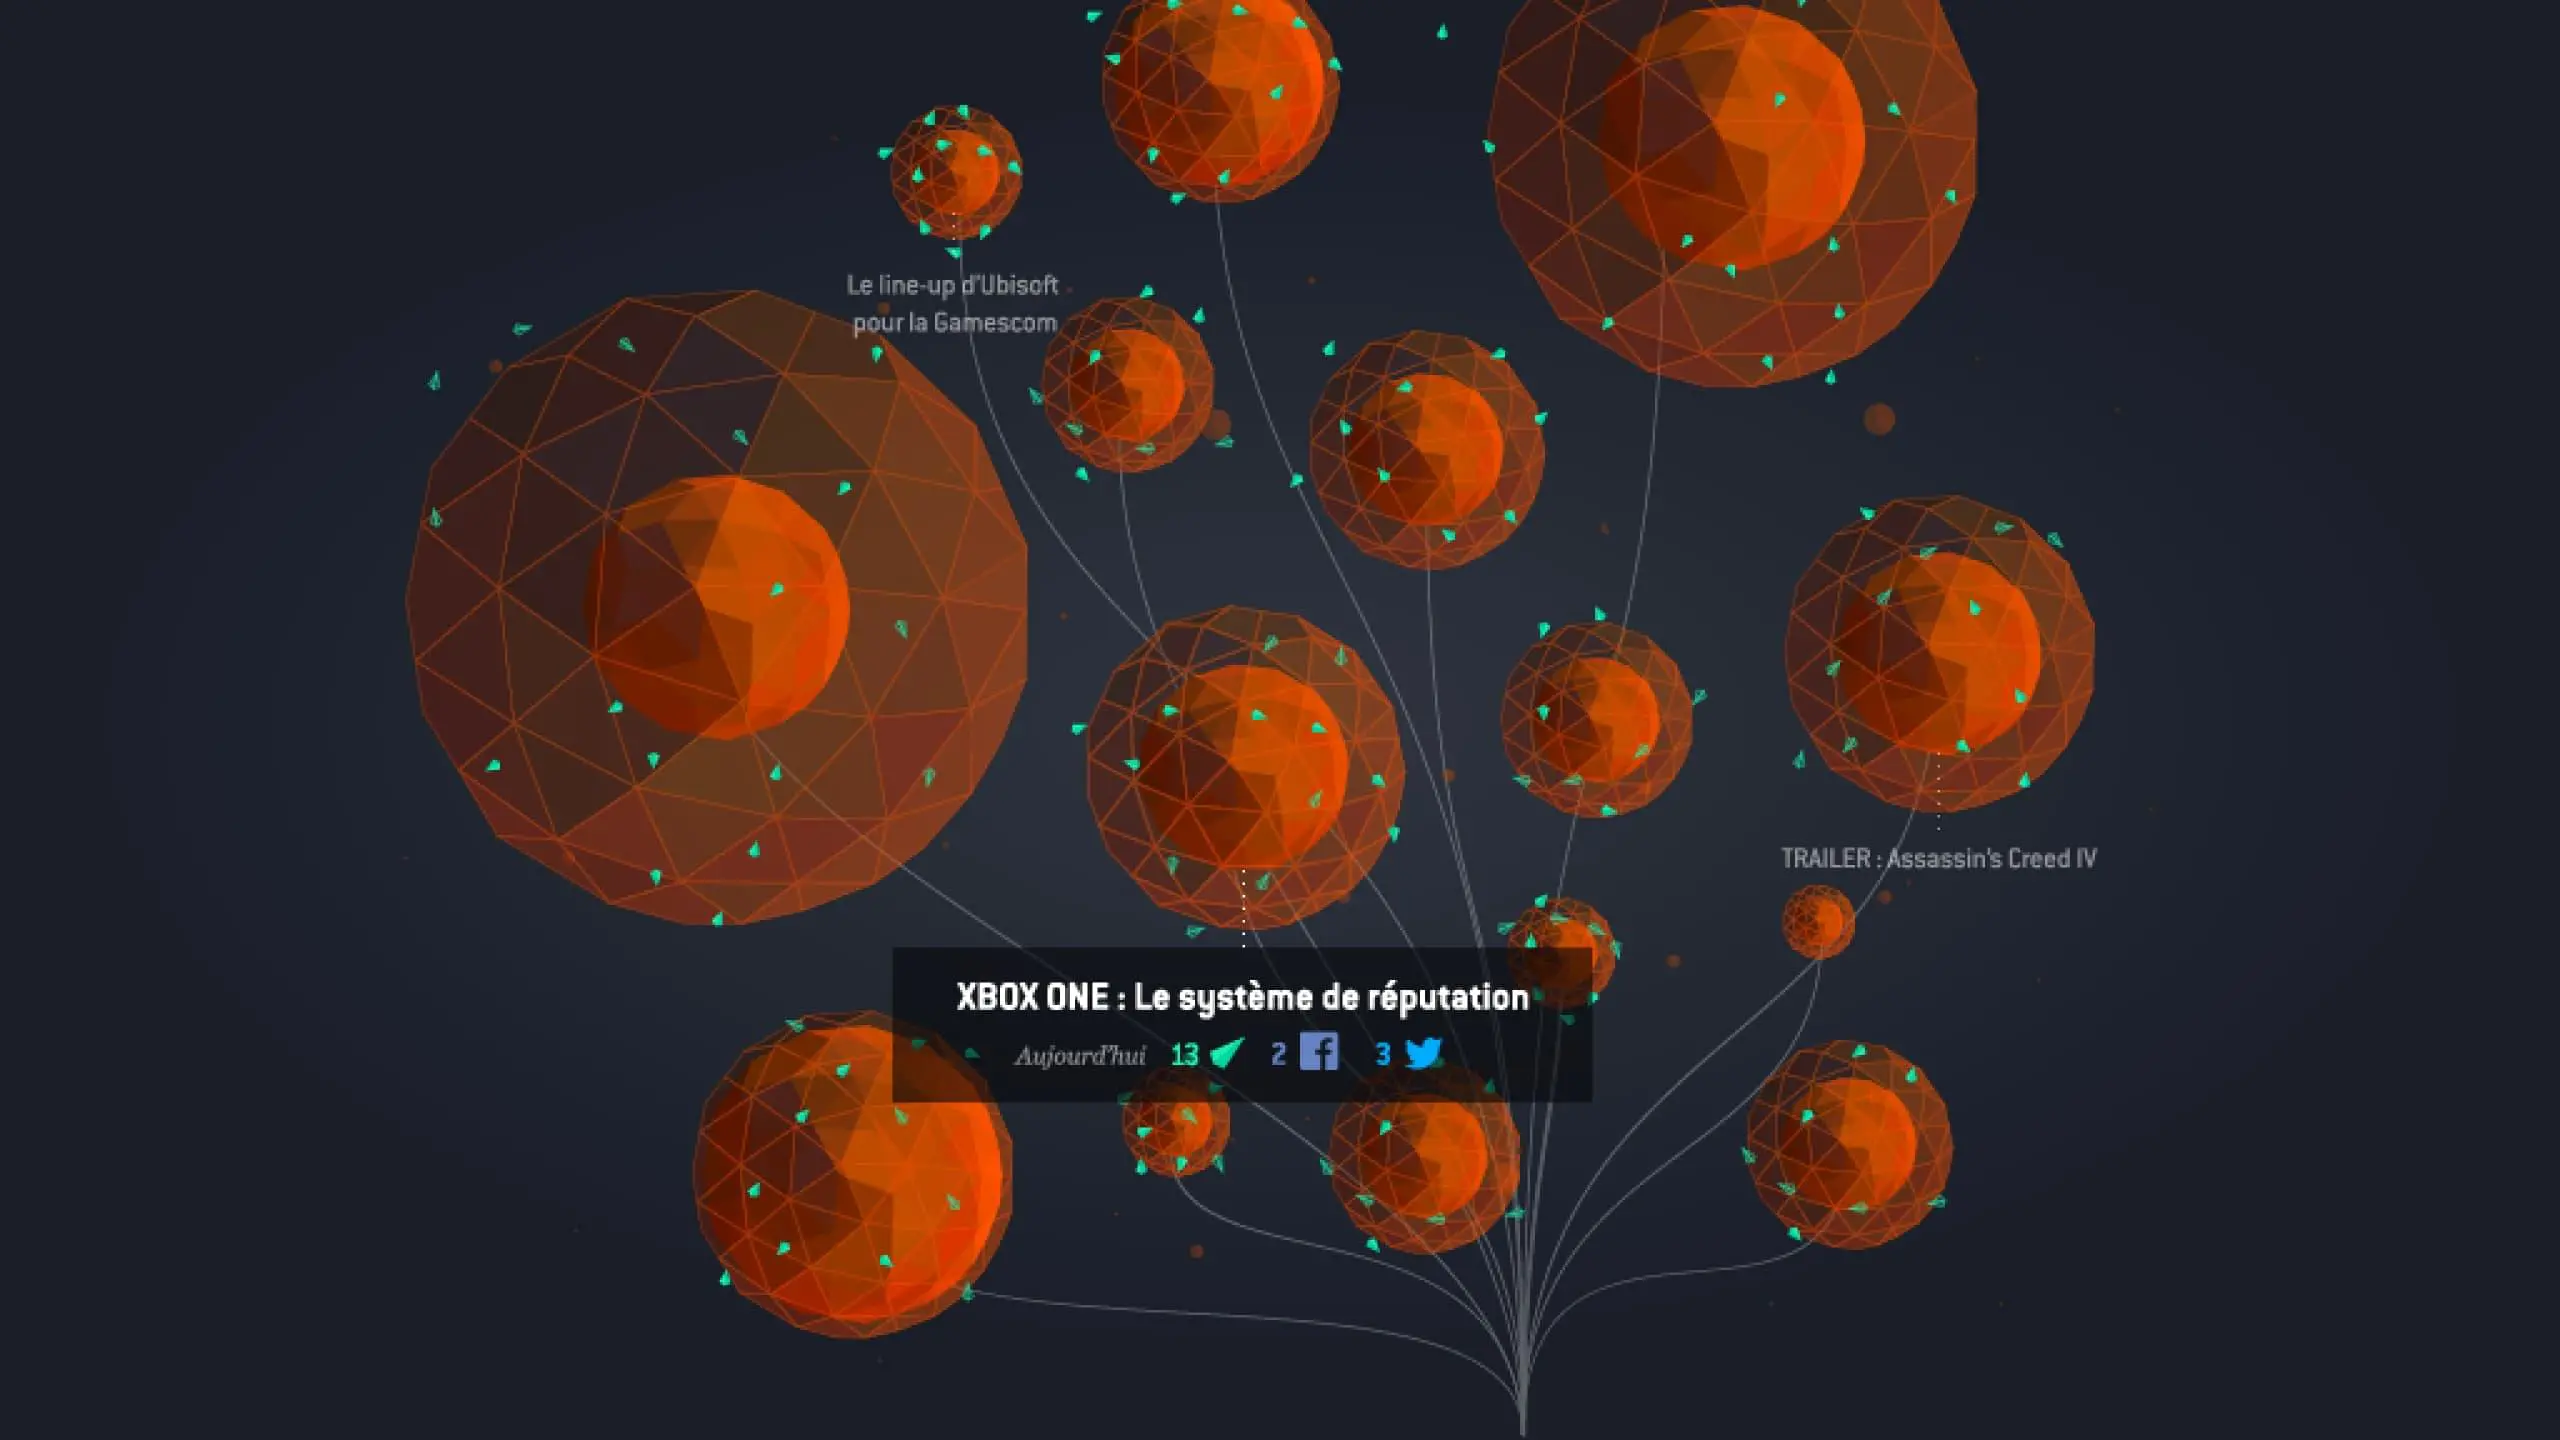 Le line-up d'Ubisoft
pour la Gamescom
TRAILER : Assassin's Creed IV
XBOX ONE : Le système de réputation
Aujourd'hui 13 2 3